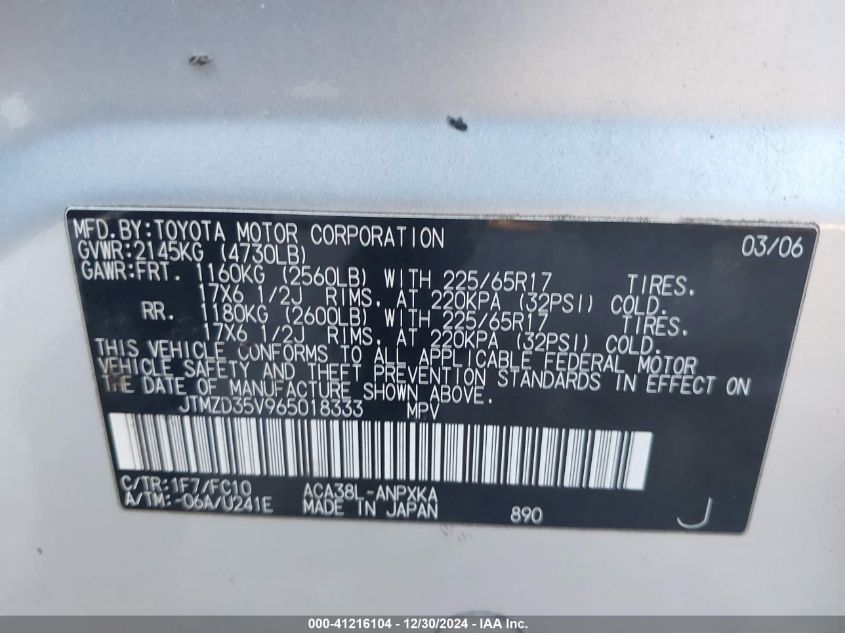 MFD.BY:TOYOTA MOTOR CORPORATION 03/06
GVWR:2145KG (4730LB)
GAWR:FRT. 1160KG (2560LB) WITH 225/65R17 TIRES.
17X6 1/2J RIMS, AT 220KPA (32PSI) COLD.
RR. 1180KG (2600LB) WITH 225/65R17 TIRES.
17X6 1/2J RIMS, AT 220KPA (32PSI) COLD.
THIS VEHICLE CONFORMS TO ALL APPLICABLE FEDERAL MOTOR
VEHICLE SAFETY AND THEFT PREVENTION STANDARDS IN EFFECT ON
THE DATE OF MANUFACTURE SHOWN ABOVE.
JTMZD35V965018333 MPV
C/TR:1F7/FC10 ACA38L-ANPXKA
A/TM:-06A/U241E MADE IN JAPAN 890 J
000-41216104 - 12/30/2024 - IAA Inc.